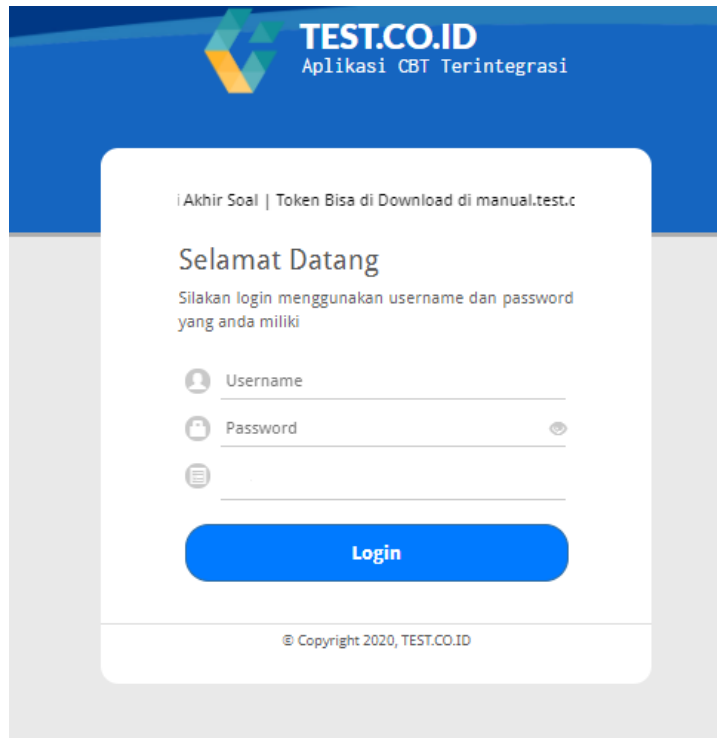 TEST.CO.ID
Aplikasi CBT Terintegrasi
i Akhir Soal | Token Bisa di Download di manual.test.c
Selamat Datang
Silakan login menggunakan username dan password
yang anda miliki
Username
Password
Login
© Copyright 2020, TEST.CO.ID